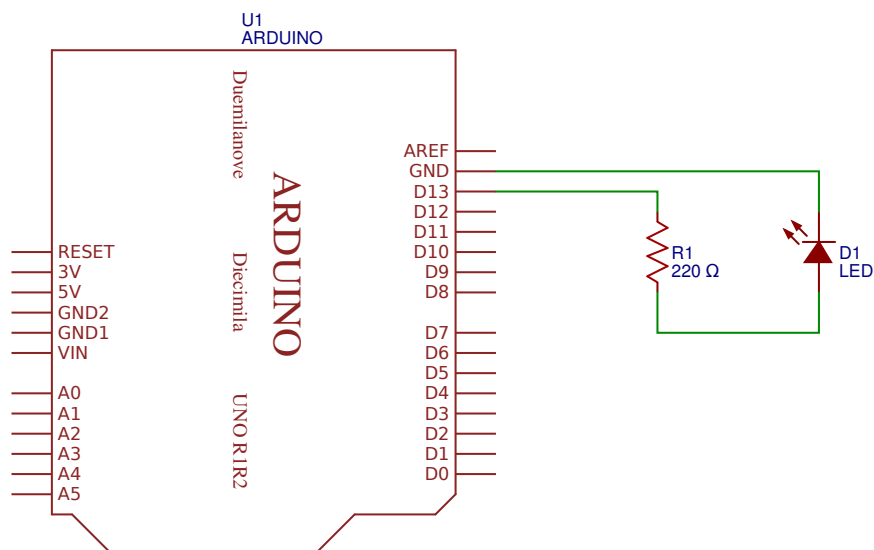 U1
ARDUINO
Duemilanove
ARDUINO
Diecimila
UNO R1R2
RESET
3V
5V
GND2
GND1
VIN
A0
A1
A2
A3
A4
A5
AREF
GND
D13
D12
D11
D10
D9
D8
D7
D6
D5
D4
D3
D2
D1
D0
R1
220 Ω
D1
LED